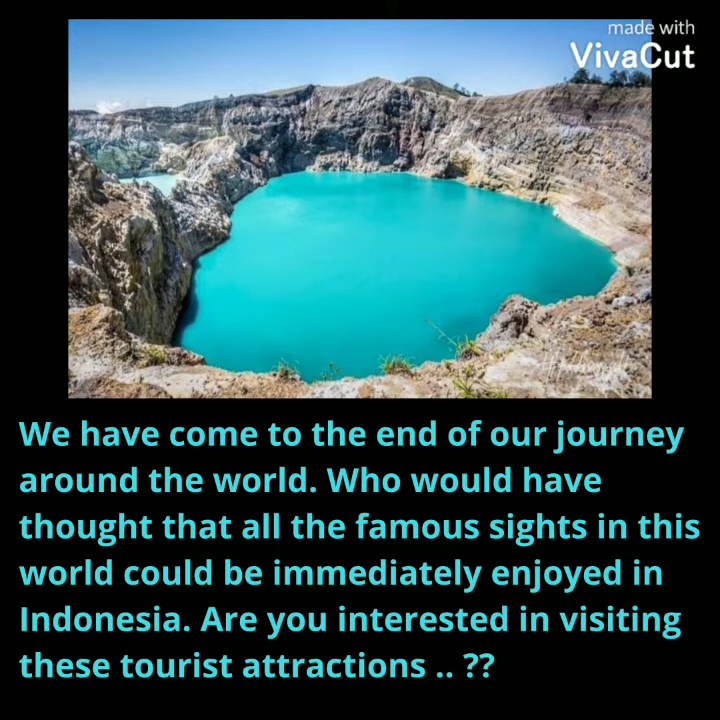 made with
VivaCut
We have come to the end of our journey
around the world. Who would have
thought that all the famous sights in this
world could be immediately enjoyed in
Indonesia. Are you interested in visiting
these tourist attractions .. ??